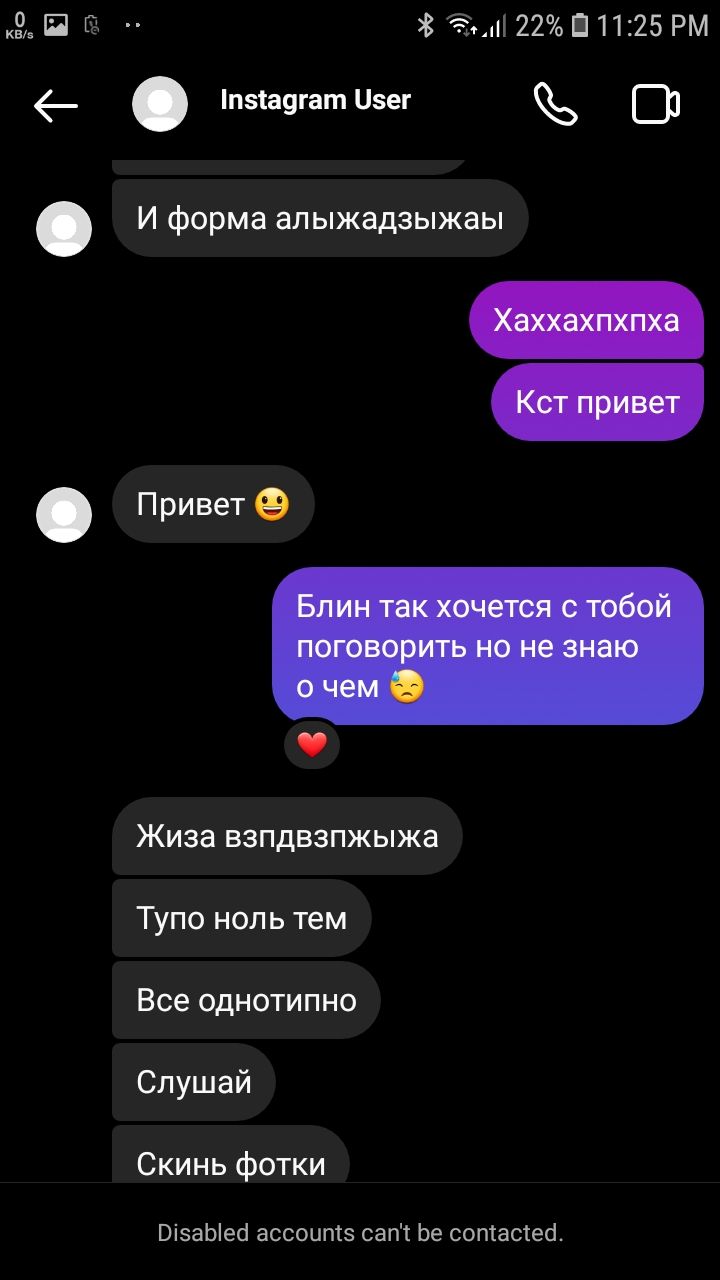 0
KB/s
22%
11:25 PM
Instagram User
И форма алыжадзыжаы
Хаххахпхпха
Кст привет
Привет 😃
Блин так хочется с тобой
поговорить но не знаю
о чем 😓
❤️
Жиза взпдвзпжыжа
Тупо ноль тем
Все однотипно
Слушай
Скинь фотки
Disabled accounts can't be contacted.